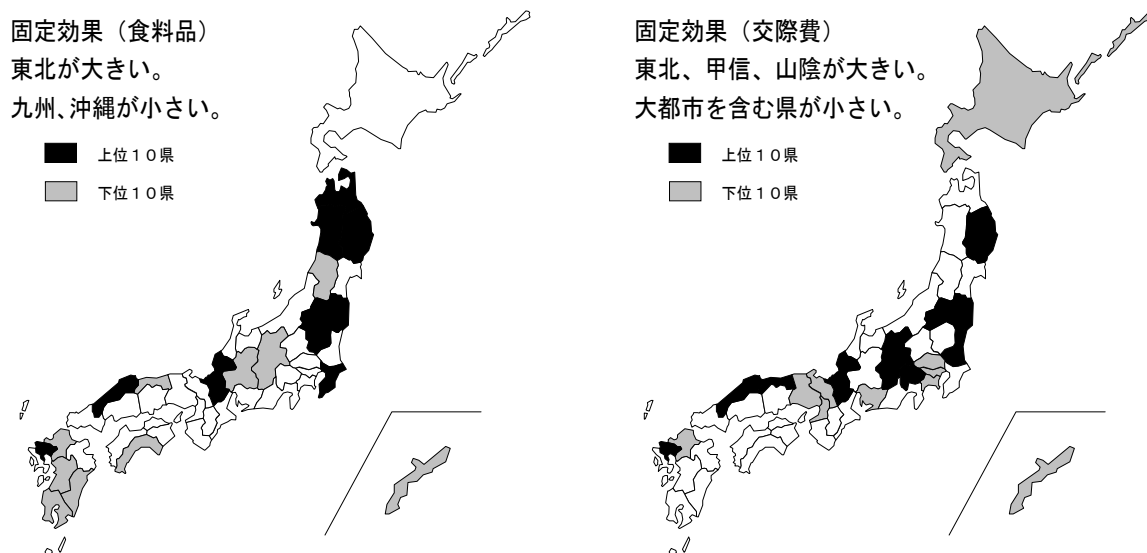 固定効果（食料品）
東北が大きい。
九州、沖縄が小さい。
上位１０県
下位１０県
固定効果（交際費）
東北、甲信、山陰が大きい。
大都市を含む県が小さい。
上位１０県
下位１０県